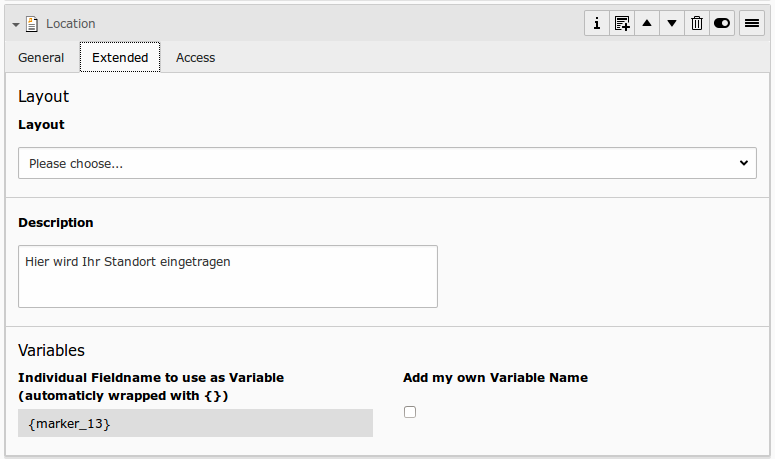 Location
General Extended Access
Layout
Layout
Please choose...
Description
Hier wird Ihr Standort eingetragen
Variables
Individual Fieldname to use as Variable
(automaticly wrapped with {})
Add my own Variable Name
{marker_13}